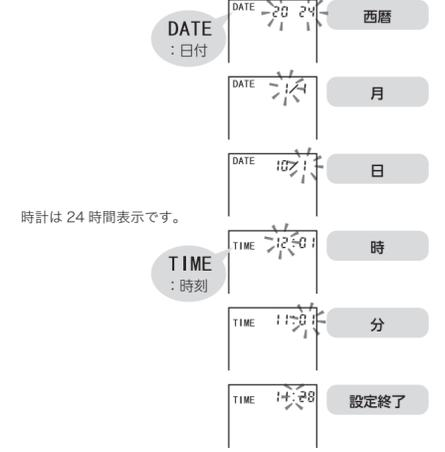 DATE
20 24
西暦
DATE
：日付
DATE
1/1
月
DATE
10/1
日
時計は 24 時間表示です。
TIME
12:01
時
TIME
：時刻
TIME
11:01
分
TIME
14:28
設定終了